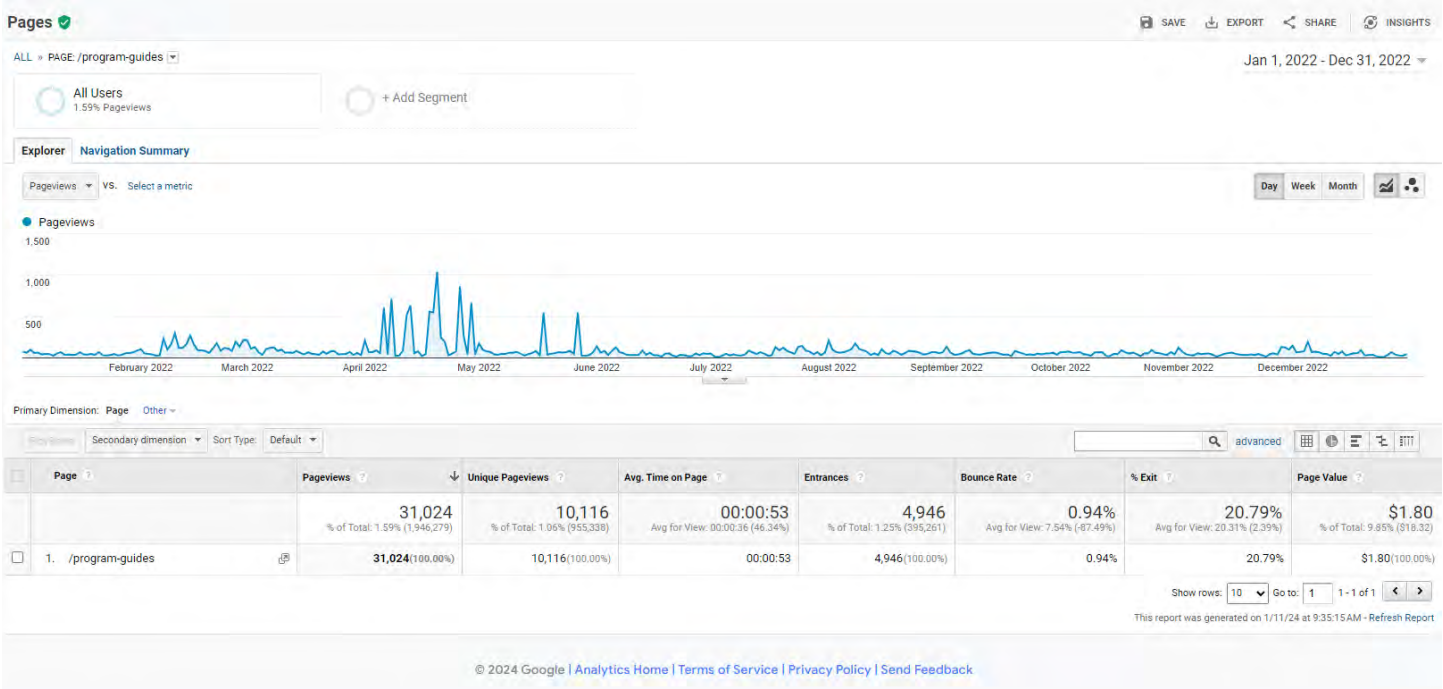 Pages
SAVE EXPORT SHARE INSIGHTS
ALL » PAGE: /program-guides
Jan 1, 2022 - Dec 31, 2022
All Users
1.59% Pageviews
+ Add Segment
Explorer Navigation Summary
Pageviews VS. Select a metric
Day Week Month
Pageviews
1,500
1,000
500
February 2022 March 2022 April 2022 May 2022 June 2022 July 2022 August 2022 September 2022 October 2022 November 2022 December 2022
Primary Dimension: Page Other
Secondary dimension Sort Type: Default
advanced
Page ? Pageviews ? Unique Pageviews ? Avg. Time on Page ? Entrances ? Bounce Rate ? % Exit ? Page Value ?
31,024 10,116 00:00:53 4,946 0.94% 20.79% $1.80
% of Total: 1.59% (1,946,279) % of Total: 1.06% (955,338) Avg for View: 00:00:36 (46.34%) % of Total: 1.25% (395,261) Avg for View: 7.54% (-87.49%) Avg for View: 20.31% (2.39%) % of Total: 9.85% ($18.32)
1. /program-guides 31,024(100.00%) 10,116(100.00%) 00:00:53 4,946(100.00%) 0.94% 20.79% $1.80(100.00%)
Show rows: 10 Go to: 1 1 - 1 of 1
This report was generated on 1/11/24 at 9:35:15 AM - Refresh Report
© 2024 Google | Analytics Home | Terms of Service | Privacy Policy | Send Feedback